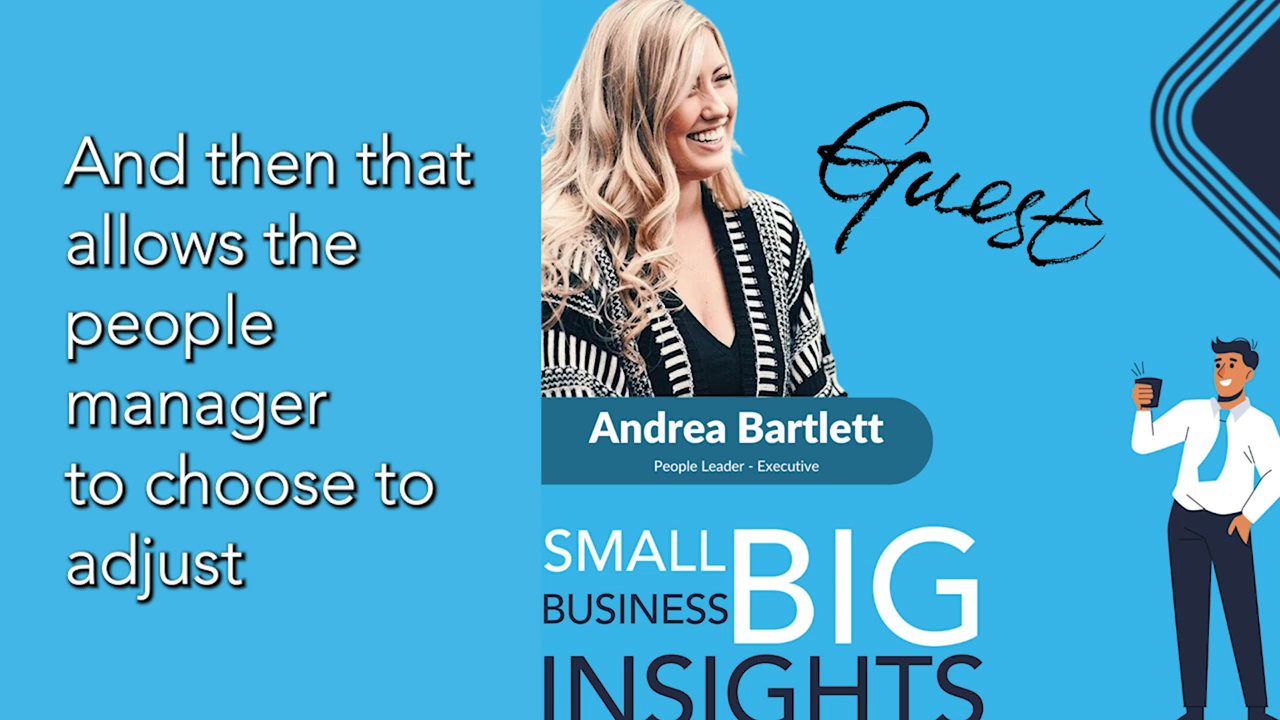 And then that
allows the
people
manager
to choose to
adjust
Guest
Andrea Bartlett
People Leader - Executive
SMALL
BUSINESS
BIG
INSIGHTS